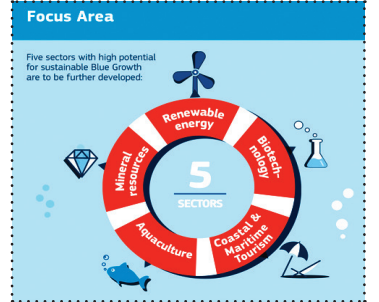 Focus Area
Five sectors with high potential
for sustainable Blue Growth
are to be further developed:
Renewable
energy
Biotech-
nology
Mineral
resources
5
SECTORS
Aquaculture
Coastal &
Maritime
Tourism